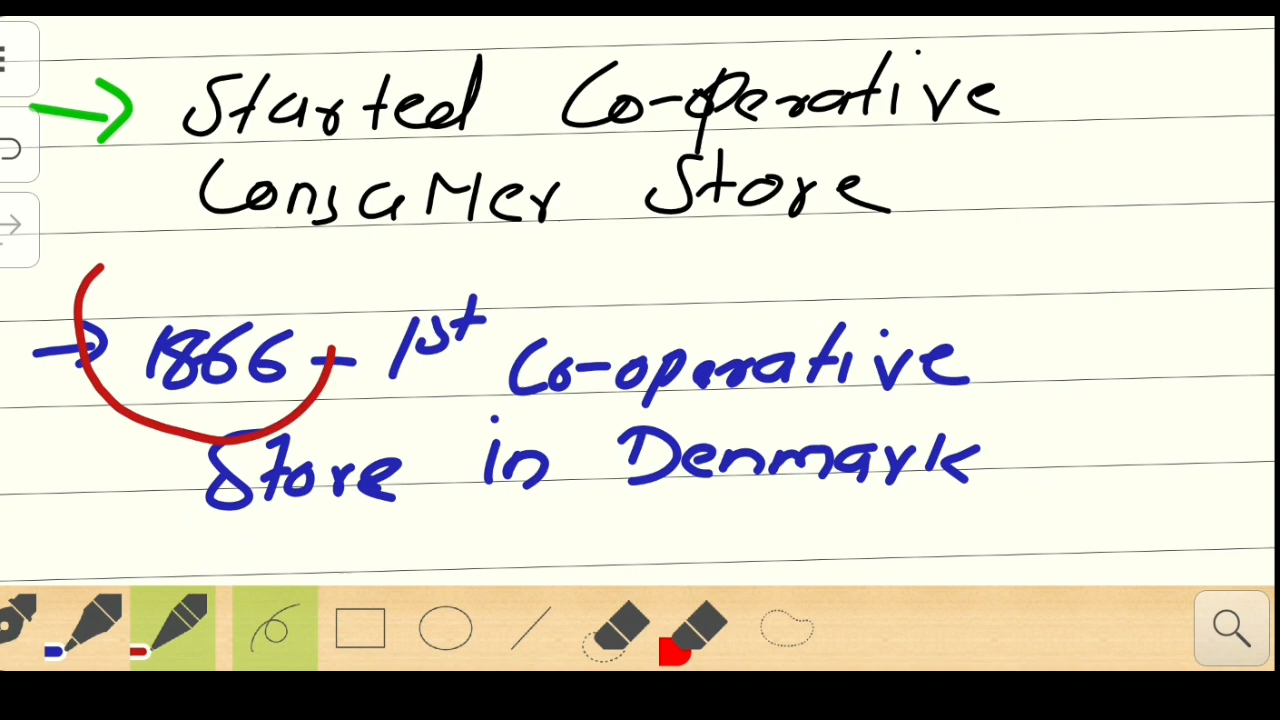 → Started Co-operative
Consumer Store
→ 1866 - 1st Co-operative
Store in Denmark